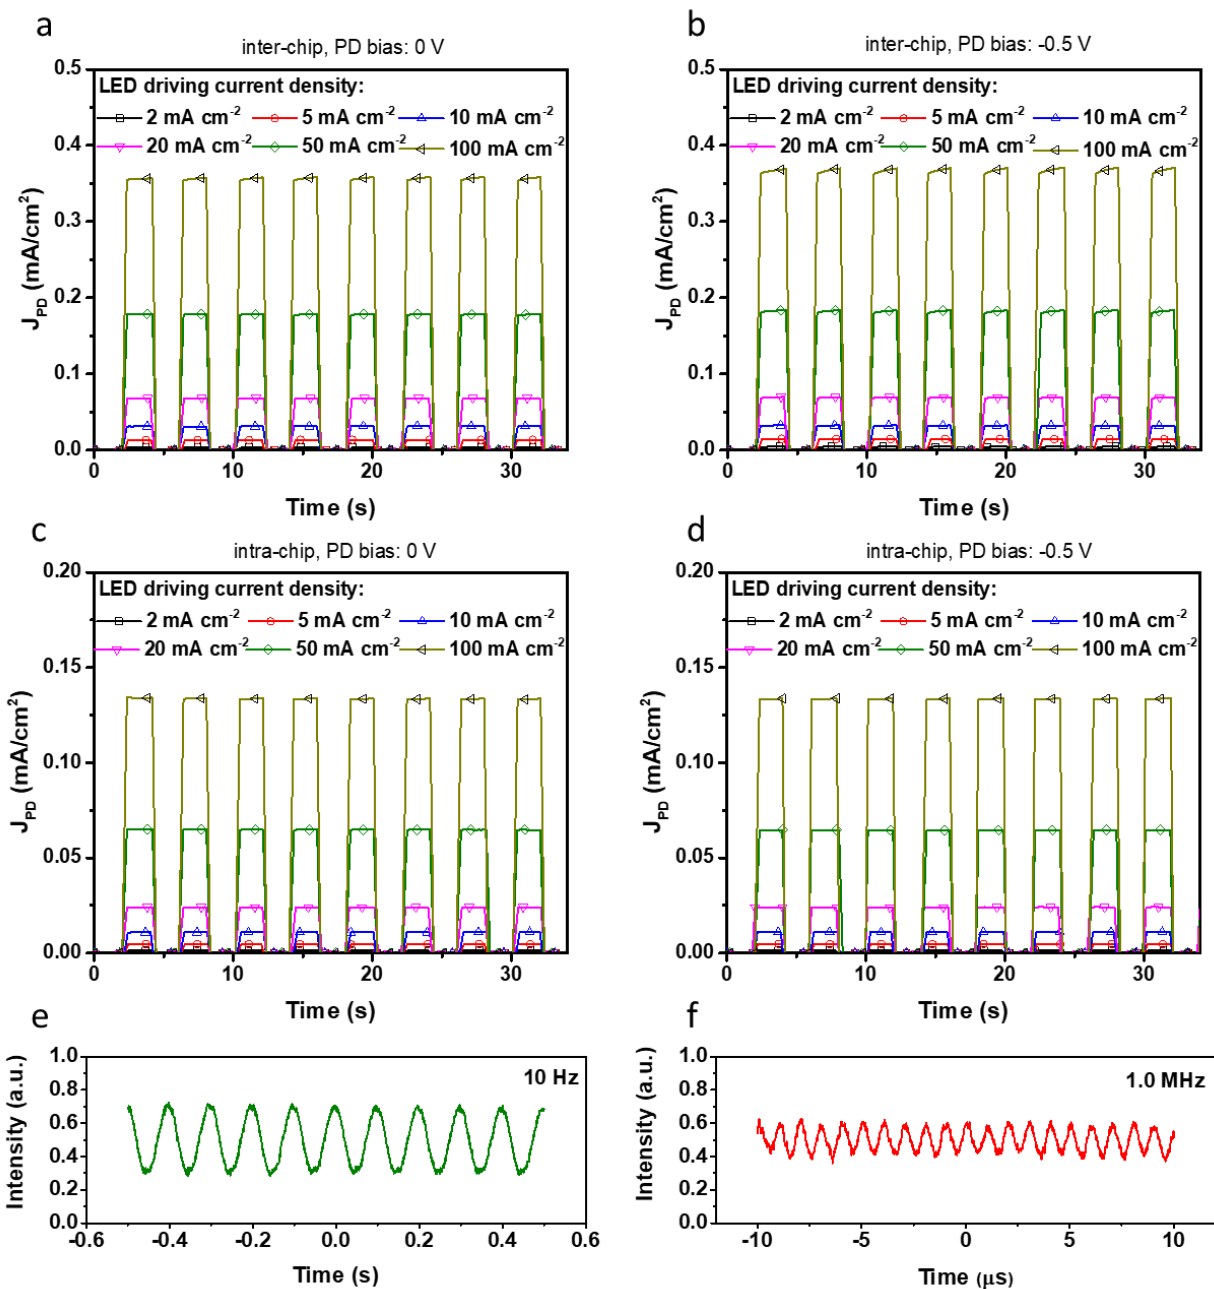 a
inter-chip, PD bias: 0 V
LED driving current density:
2 mA cm⁻² 5 mA cm⁻² 10 mA cm⁻²
20 mA cm⁻² 50 mA cm⁻² 100 mA cm⁻²
0.5
0.4
0.3
0.2
0.1
0.0
J_PD (mA/cm²)
0 10 20 30
Time (s)
b
inter-chip, PD bias: -0.5 V
LED driving current density:
2 mA cm⁻² 5 mA cm⁻² 10 mA cm⁻²
20 mA cm⁻² 50 mA cm⁻² 100 mA cm⁻²
0.5
0.4
0.3
0.2
0.1
0.0
J_PD (mA/cm²)
0 10 20 30
Time (s)
c
intra-chip, PD bias: 0 V
LED driving current density:
2 mA cm⁻² 5 mA cm⁻² 10 mA cm⁻²
20 mA cm⁻² 50 mA cm⁻² 100 mA cm⁻²
0.20
0.15
0.10
0.05
0.00
J_PD (mA/cm²)
0 10 20 30
Time (s)
d
intra-chip, PD bias: -0.5 V
LED driving current density:
2 mA cm⁻² 5 mA cm⁻² 10 mA cm⁻²
20 mA cm⁻² 50 mA cm⁻² 100 mA cm⁻²
0.20
0.15
0.10
0.05
0.00
J_PD (mA/cm²)
0 10 20 30
Time (s)
e
10 Hz
1.0
0.8
0.6
0.4
0.2
0.0
Intensity (a.u.)
-0.6 -0.4 -0.2 0.0 0.2 0.4 0.6
Time (s)
f
1.0 MHz
1.0
0.8
0.6
0.4
0.2
0.0
Intensity (a.u.)
-10 -5 0 5 10
Time (μs)